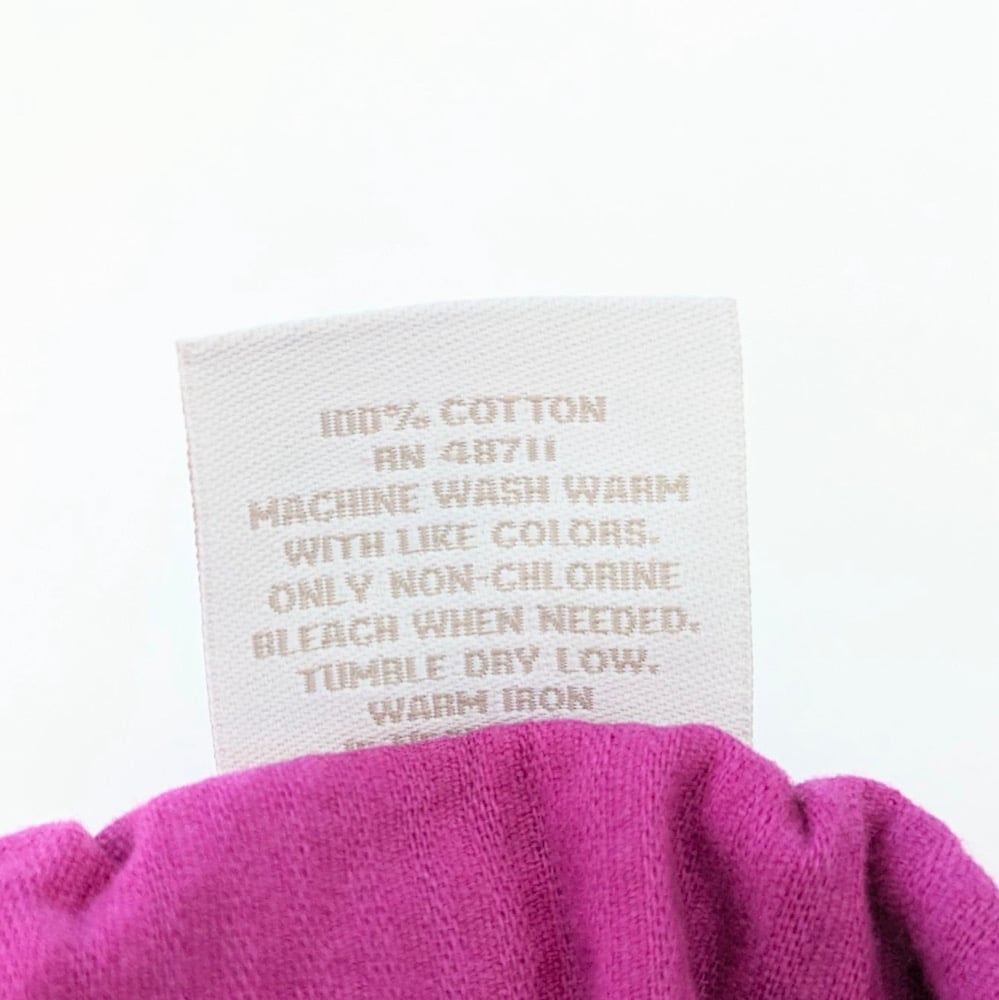 100% COTTON
RN 48711
MACHINE WASH WARM
WITH LIKE COLORS.
ONLY NON-CHLORINE
BLEACH WHEN NEEDED.
TUMBLE DRY LOW.
WARM IRON